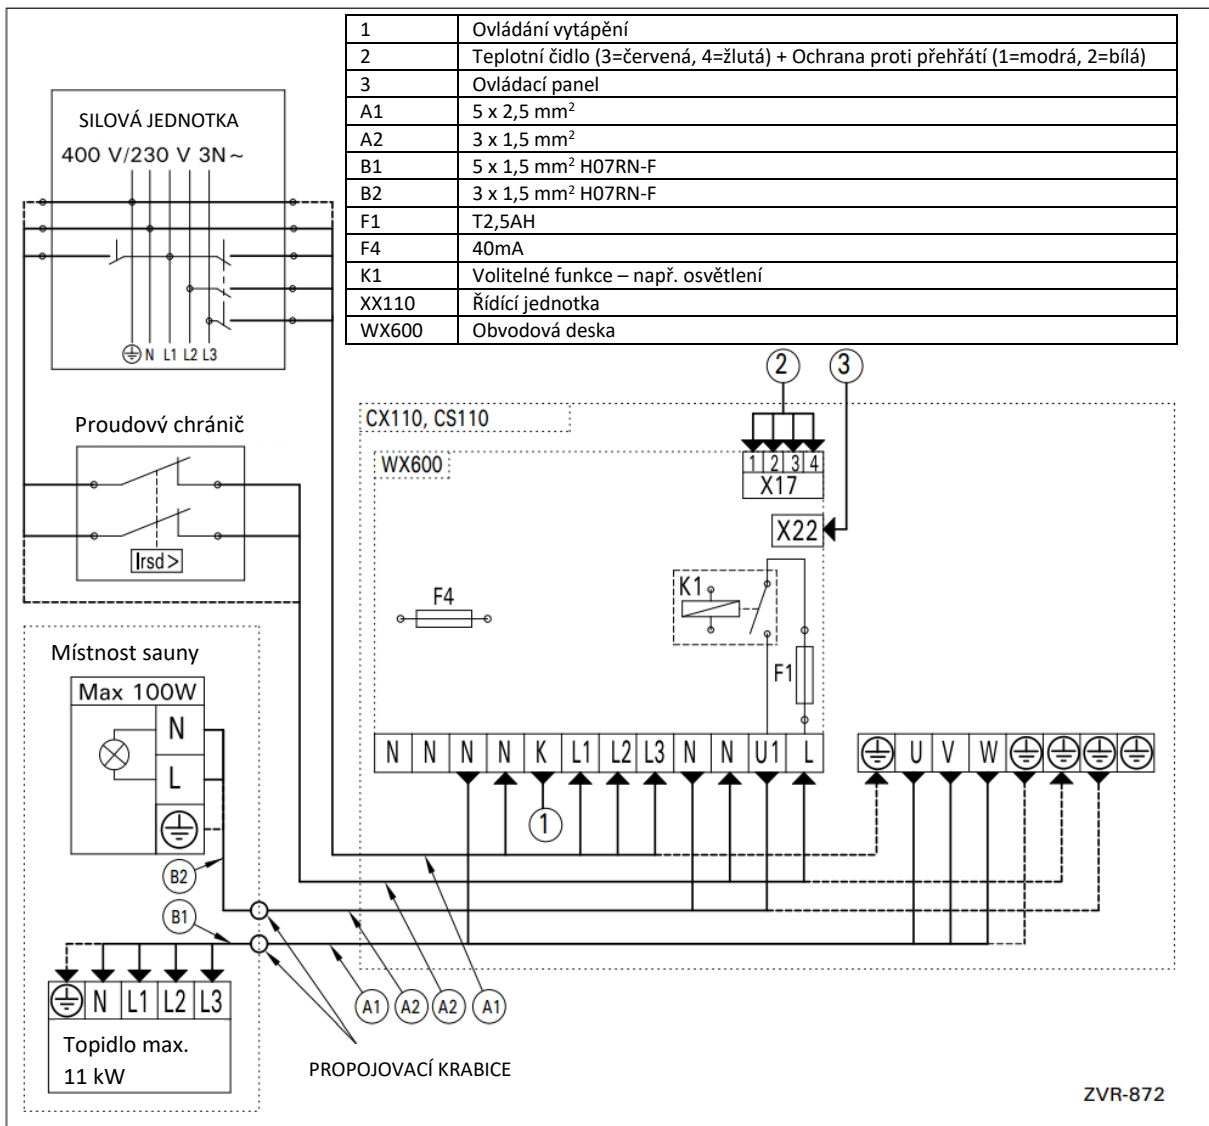 1 Ovládání vytápění
2 Teplotní čidlo (3=červená, 4=žlutá) + Ochrana proti přehřátí (1=modrá, 2=bílá)
3 Ovládací panel
A1 5 x 2,5 mm²
A2 3 x 1,5 mm²
B1 5 x 1,5 mm² H07RN-F
B2 3 x 1,5 mm² H07RN-F
F1 T2,5AH
F4 40mA
K1 Volitelné funkce – např. osvětlení
XX110 Řídící jednotka
WX600 Obvodová deska
SILOVÁ JEDNOTKA
400 V/230 V 3N~
N L1 L2 L3
2 3
Proudový chránič
CX110, CS110
WX600
1 2 3 4
X17
X22
Irsd>
K1
F4
F1
Místnost sauny
Max 100W
N
L
N N N N K L1 L2 L3 N N U1 L
U V W
1
B2
B1
N L1 L2 L3
A1 A2 A2 A1
Topidlo max.
11 kW
PROPOJOVACÍ KRABICE
ZVR-872